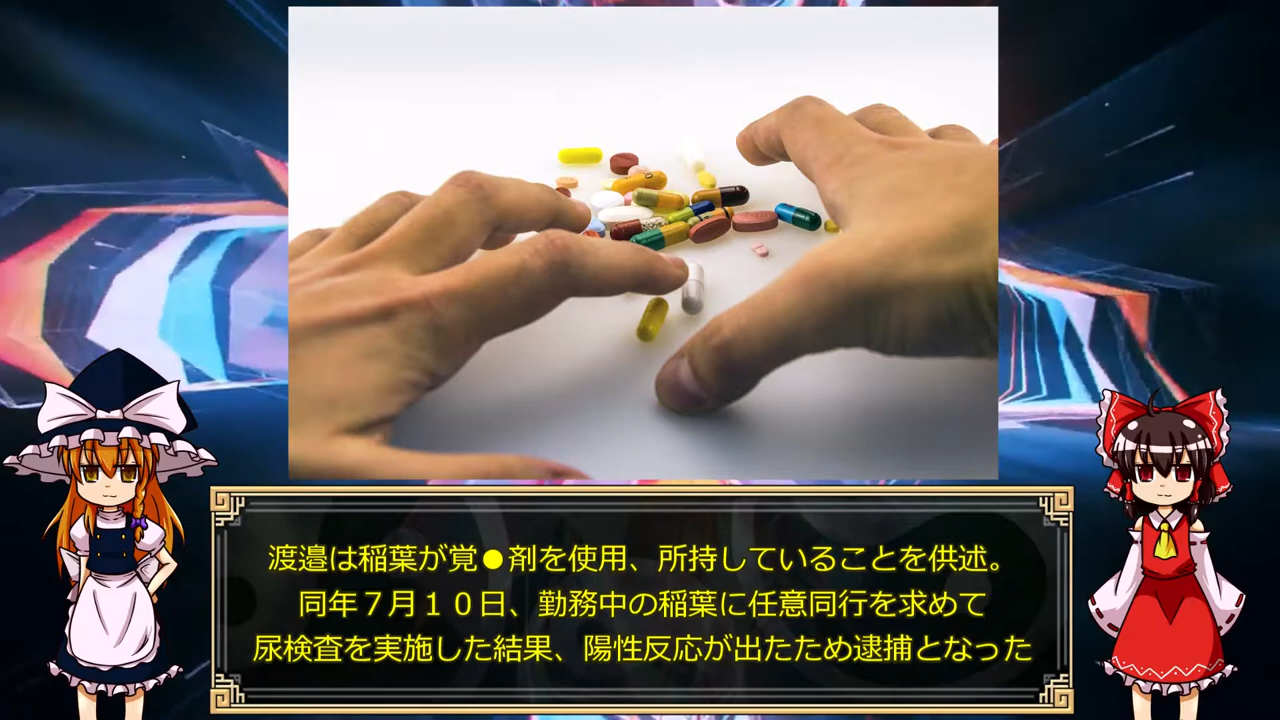 渡邉は稲葉が覚●剤を使用、所持していることを供述。
同年７月１０日、勤務中の稲葉に任意同行を求めて
尿検査を実施した結果、陽性反応が出たため逮捕となった